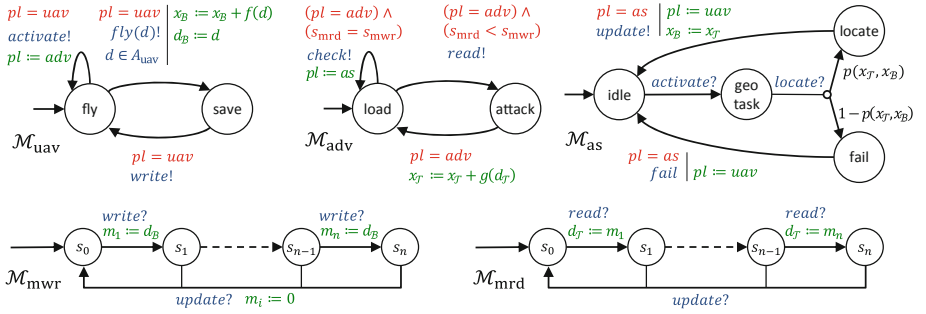 pl = uav
activate!
pl ≔ adv
pl = uav
fly(d)!
d ∈ A_uav
x_ℬ ≔ x_ℬ + f(d)
d_ℬ ≔ d
fly
save
ℳ_uav
pl = uav
write!
(pl = adv) ∧
(s_mrd = s_mwr)
check!
pl ≔ as
(pl = adv) ∧
(s_mrd < s_mwr)
read!
load
attack
ℳ_adv
pl = adv
x_𝒯 ≔ x_𝒯 + g(d_𝒯)
pl = as
update!
pl ≔ uav
x_ℬ ≔ x_𝒯
locate
idle
activate?
geo
task
locate?
p(x_𝒯, x_ℬ)
1 − p(x_𝒯, x_ℬ)
ℳ_as
pl = as
fail
pl ≔ uav
fail
write?
m_1 ≔ d_ℬ
write?
m_n ≔ d_ℬ
s_0
s_1
s_{n−1}
s_n
ℳ_mwr
update? m_i ≔ 0
read?
d_𝒯 ≔ m_1
read?
d_𝒯 ≔ m_n
s_0
s_1
s_{n−1}
s_n
ℳ_mrd
update?